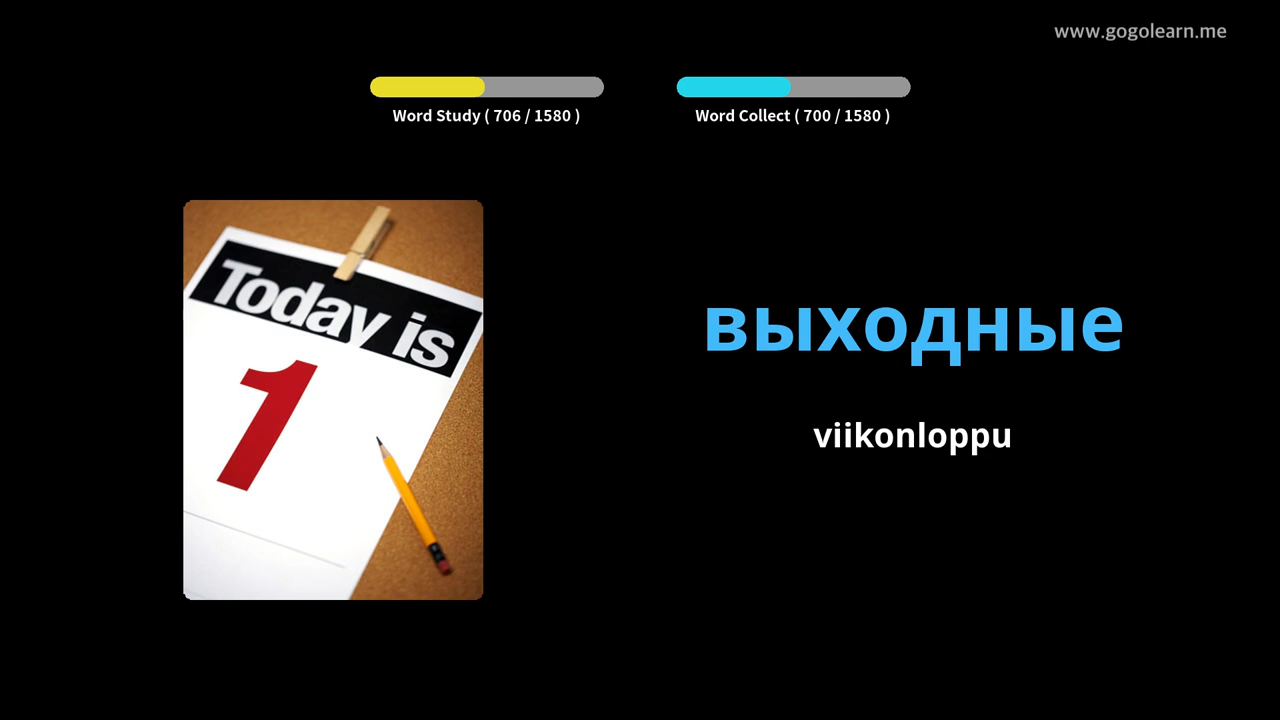 www.gogolearn.me
Word Study ( 706 / 1580 )
Word Collect ( 700 / 1580 )
Today is
1
выходные
viikonloppu